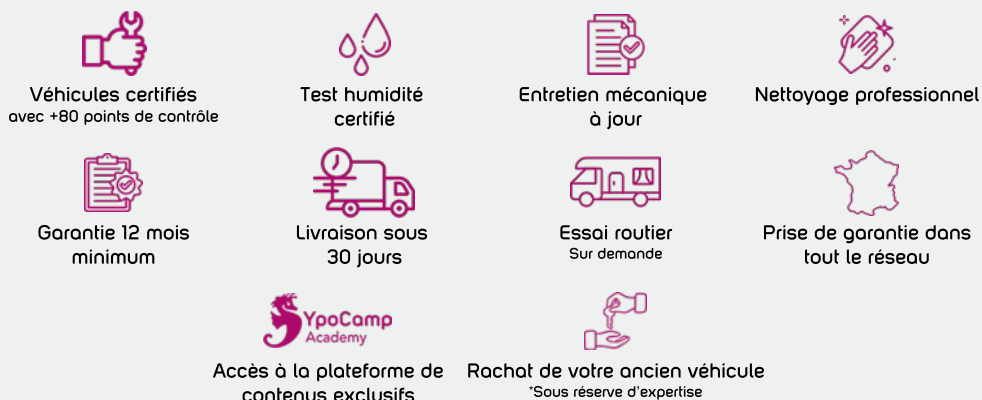 Véhicules certifiés
avec +80 points de contrôle
Test humidité
certifié
Entretien mécanique
à jour
Nettoyage professionnel
Garantie 12 mois
minimum
Livraison sous
30 jours
Essai routier
Sur demande
Prise de garantie dans
tout le réseau
YpoCamp
Academy
Accès à la plateforme de
contenus exclusifs
Rachat de votre ancien véhicule
*Sous réserve d'expertise